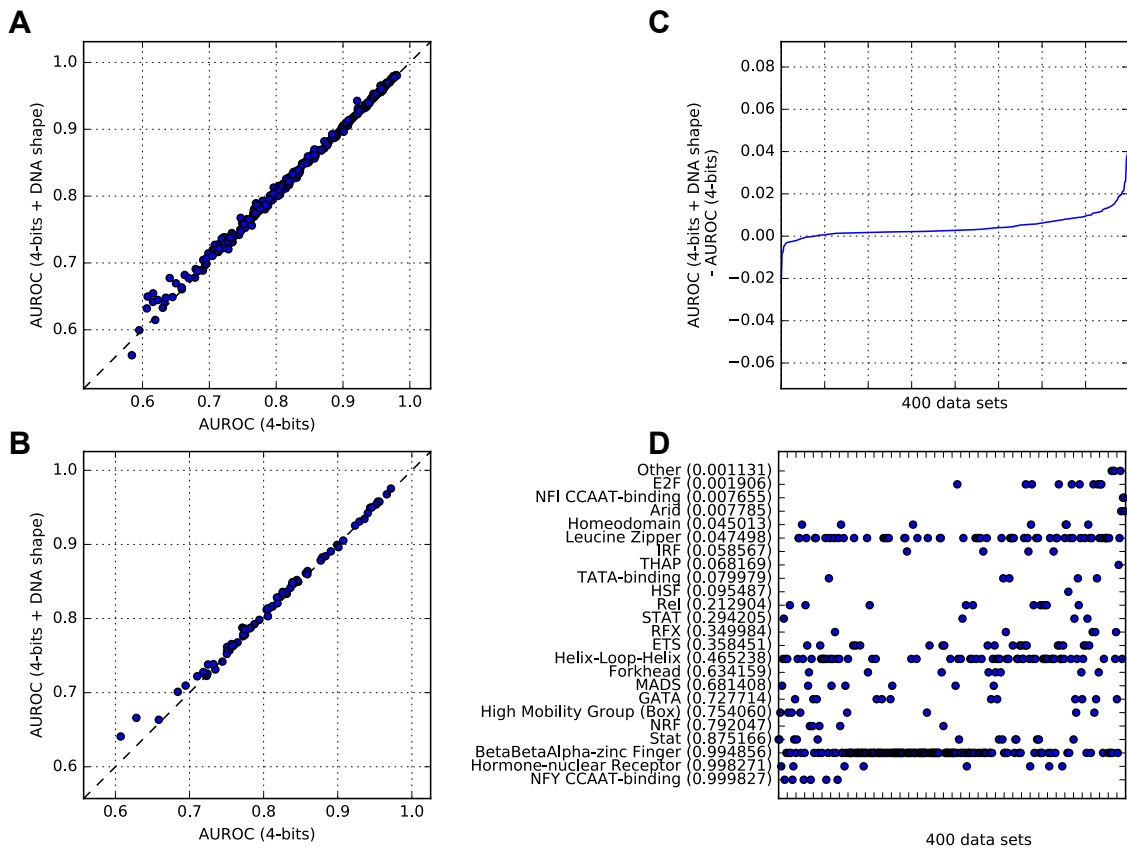 A
AUROC (4-bits + DNA shape)
1.0
0.9
0.8
0.7
0.6
0.6 0.7 0.8 0.9 1.0
AUROC (4-bits)
B
AUROC (4-bits + DNA shape)
1.0
0.9
0.8
0.7
0.6
0.6 0.7 0.8 0.9 1.0
AUROC (4-bits)
C
AUROC (4-bits + DNA shape)
- AUROC (4-bits)
0.08
0.06
0.04
0.02
0.00
−0.02
−0.04
−0.06
400 data sets
D
Other (0.001131)
E2F (0.001906)
NFI CCAAT-binding (0.007655)
Arid (0.007785)
Homeodomain (0.045013)
Leucine Zipper (0.047498)
IRF (0.058567)
THAP (0.068169)
TATA-binding (0.079979)
HSF (0.095487)
Rel (0.212904)
STAT (0.294205)
RFX (0.349984)
ETS (0.358451)
Helix-Loop-Helix (0.465238)
Forkhead (0.634159)
MADS (0.681408)
GATA (0.727714)
High Mobility Group (Box) (0.754060)
NRF (0.792047)
Stat (0.875166)
BetaBetaAlpha-zinc Finger (0.994856)
Hormone-nuclear Receptor (0.998271)
NFY CCAAT-binding (0.999827)
400 data sets